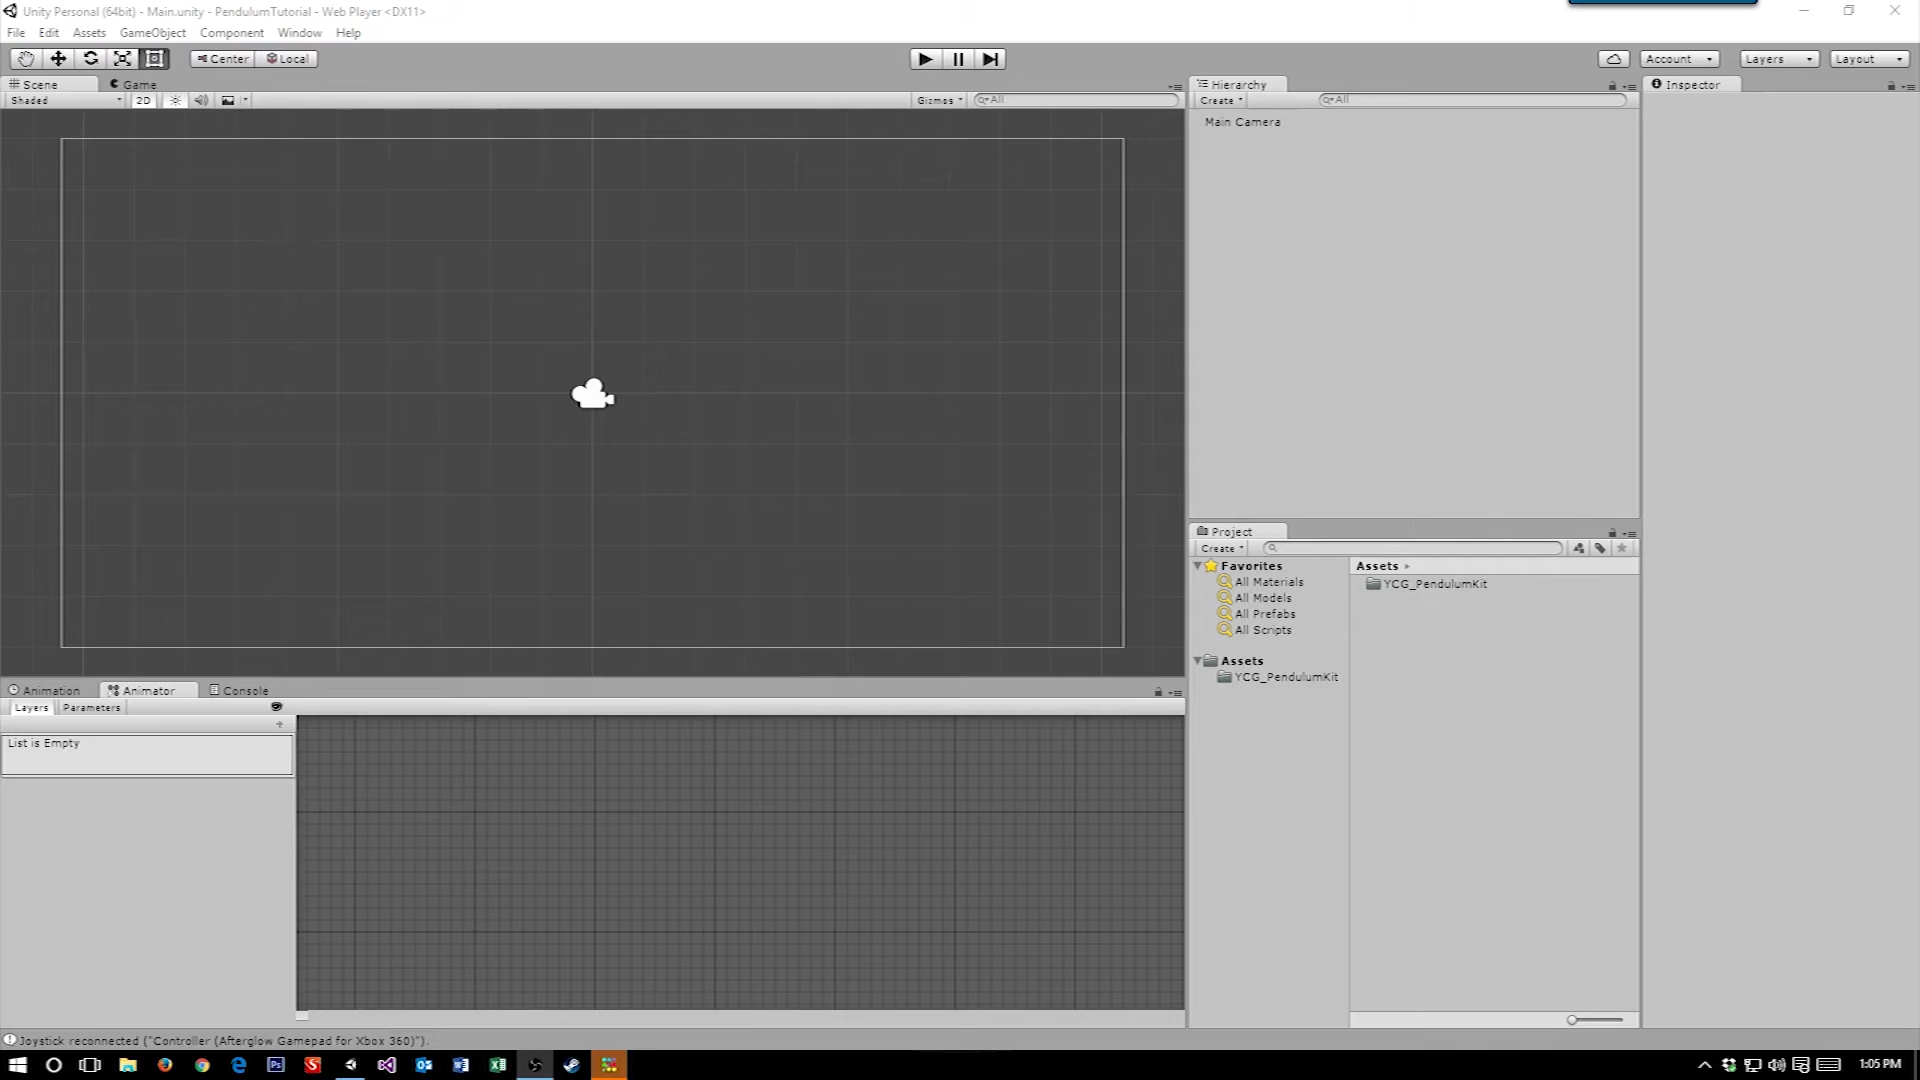 Unity Personal (64bit) - Main.unity - PendulumTutorial - Web Player <DX11>
File Edit Assets GameObject Component Window Help
Center Local Account Layers Layout
Scene Game Hierarchy Inspector
Shaded 2D Gizmos All Create All
Main Camera
Project
Create
Favorites Assets
All Materials YCG_PendulumKit
All Models
All Prefabs
All Scripts
Assets
YCG_PendulumKit
Animation Animator Console
Layers Parameters
List is Empty
Joystick reconnected ("Controller (Afterglow Gamepad for Xbox 360)").
1:05 PM